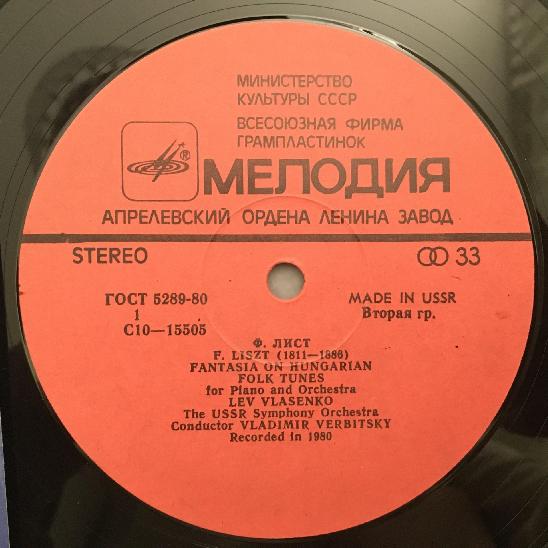 МИНИСТЕРСТВО
КУЛЬТУРЫ СССР
ВСЕСОЮЗНАЯ ФИРМА
ГРАМПЛАСТИНОК
® МЕЛОДИЯ
АПРЕЛЕВСКИЙ ОРДЕНА ЛЕНИНА ЗАВОД
STEREO 33
ГОСТ 5289-80 MADE IN USSR
1 Вторая гр.
С10—15505
Ф. ЛИСТ
F. LISZT (1811—1886)
FANTASIA ON HUNGARIAN
FOLK TUNES
for Piano and Orchestra
LEV VLASENKO
The USSR Symphony Orchestra
Conductor VLADIMIR VERBITSKY
Recorded in 1980